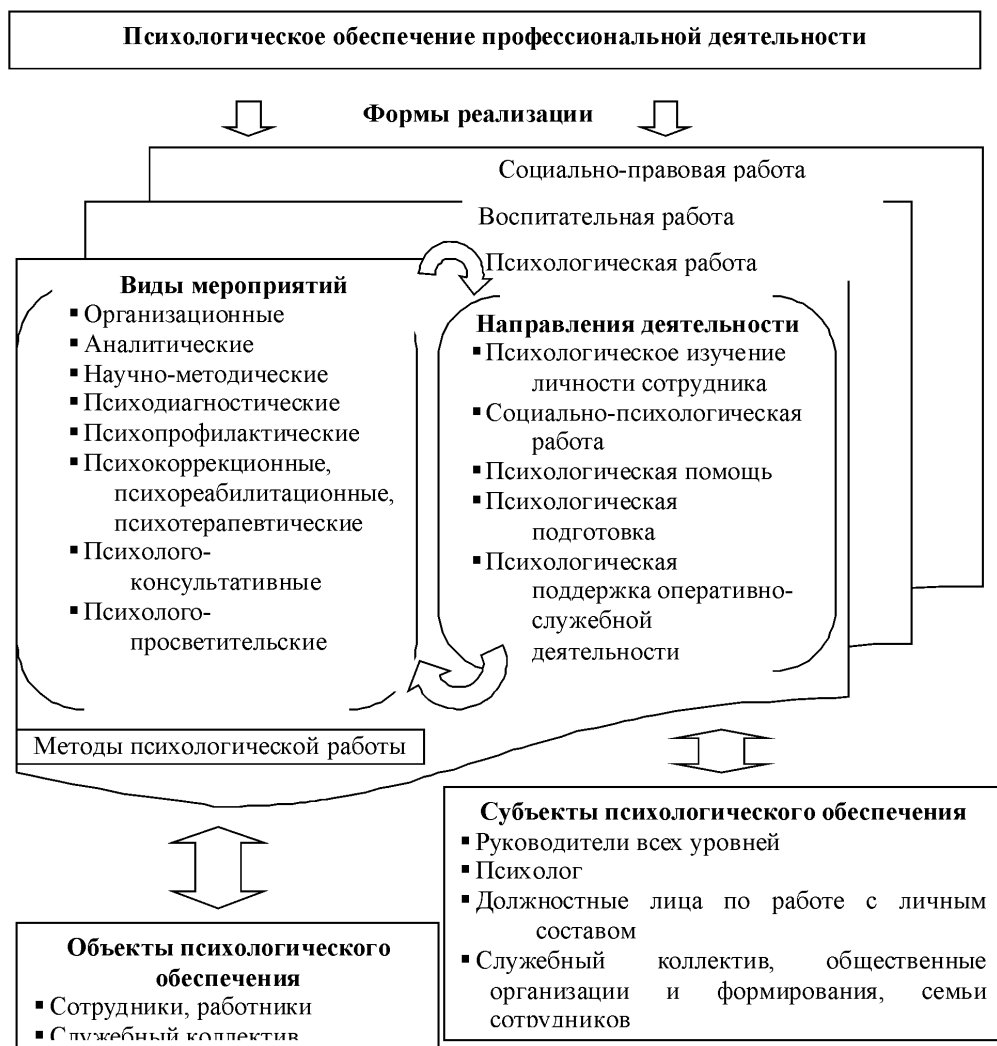 Психологическое обеспечение профессиональной деятельности
Формы реализации
Социально-правовая работа
Воспитательная работа
Психологическая работа
Виды мероприятий
▪ Организационные
▪ Аналитические
▪ Научно-методические
▪ Психодиагностические
▪ Психопрофилактические
▪ Психокоррекционные,
психореабилитационные,
психотерапевтические
▪ Психолого-
консультативные
▪ Психолого-
просветительские
Направления деятельности
▪ Психологическое изучение
личности сотрудника
▪ Социально-психологическая
работа
▪ Психологическая помощь
▪ Психологическая
подготовка
▪ Психологическая
поддержка оперативно-
служебной
деятельности
Методы психологической работы
Субъекты психологического обеспечения
▪ Руководители всех уровней
▪ Психолог
▪ Должностные лица по работе с личным
составом
▪ Служебный коллектив, общественные
организации и формирования, семьи
сотрудников
Объекты психологического
обеспечения
▪ Сотрудники, работники
▪ Служебный коллектив